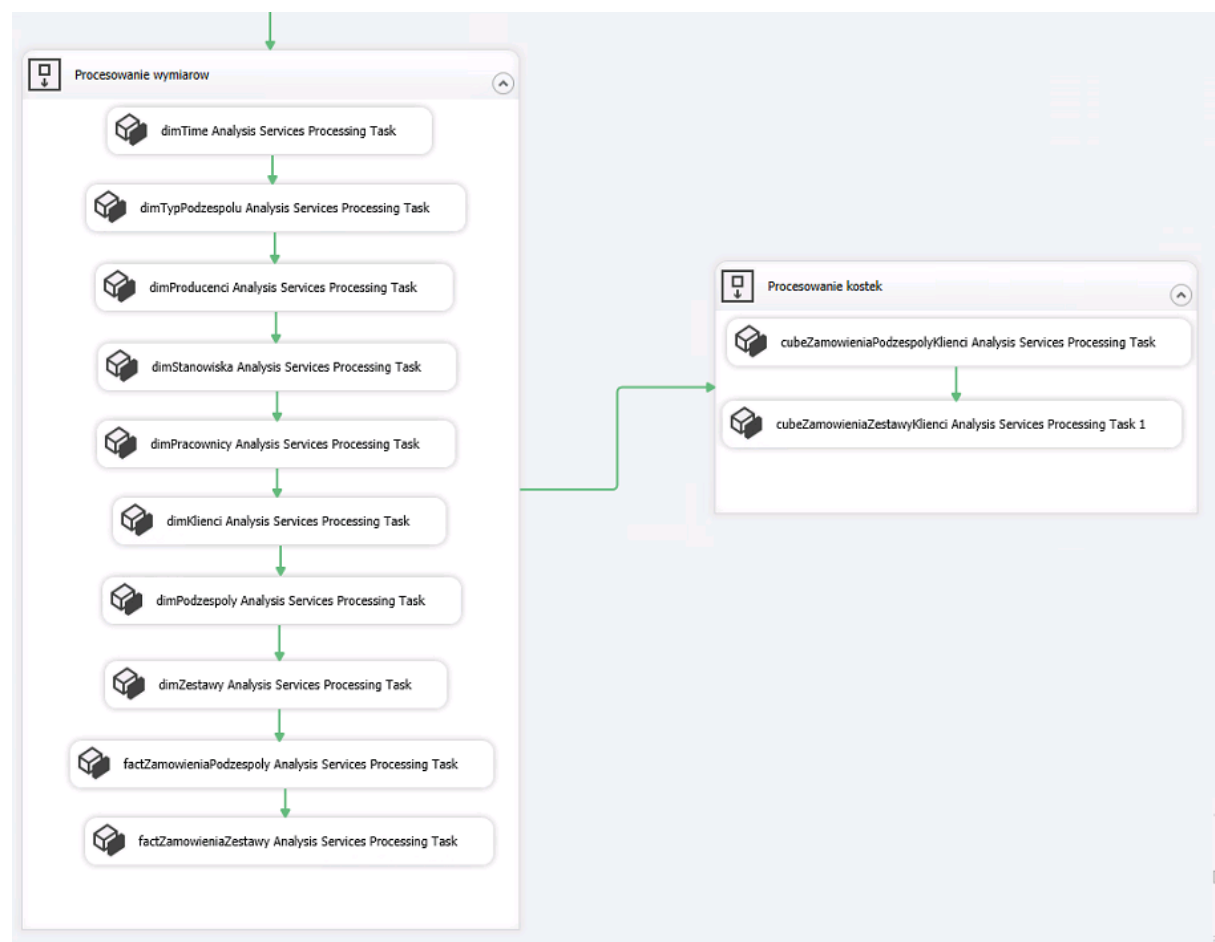 Procesowanie wymiarow
dimTime Analysis Services Processing Task
dimTypPodzespolu Analysis Services Processing Task
dimProducenci Analysis Services Processing Task
dimStanowiska Analysis Services Processing Task
dimPracownicy Analysis Services Processing Task
dimKlienci Analysis Services Processing Task
dimPodzespoly Analysis Services Processing Task
dimZestawy Analysis Services Processing Task
factZamowieniaPodzespoly Analysis Services Processing Task
factZamowieniaZestawy Analysis Services Processing Task
Procesowanie kostek
cubeZamowieniaPodzespolyKlienci Analysis Services Processing Task
cubeZamowieniaZestawyKlienci Analysis Services Processing Task 1